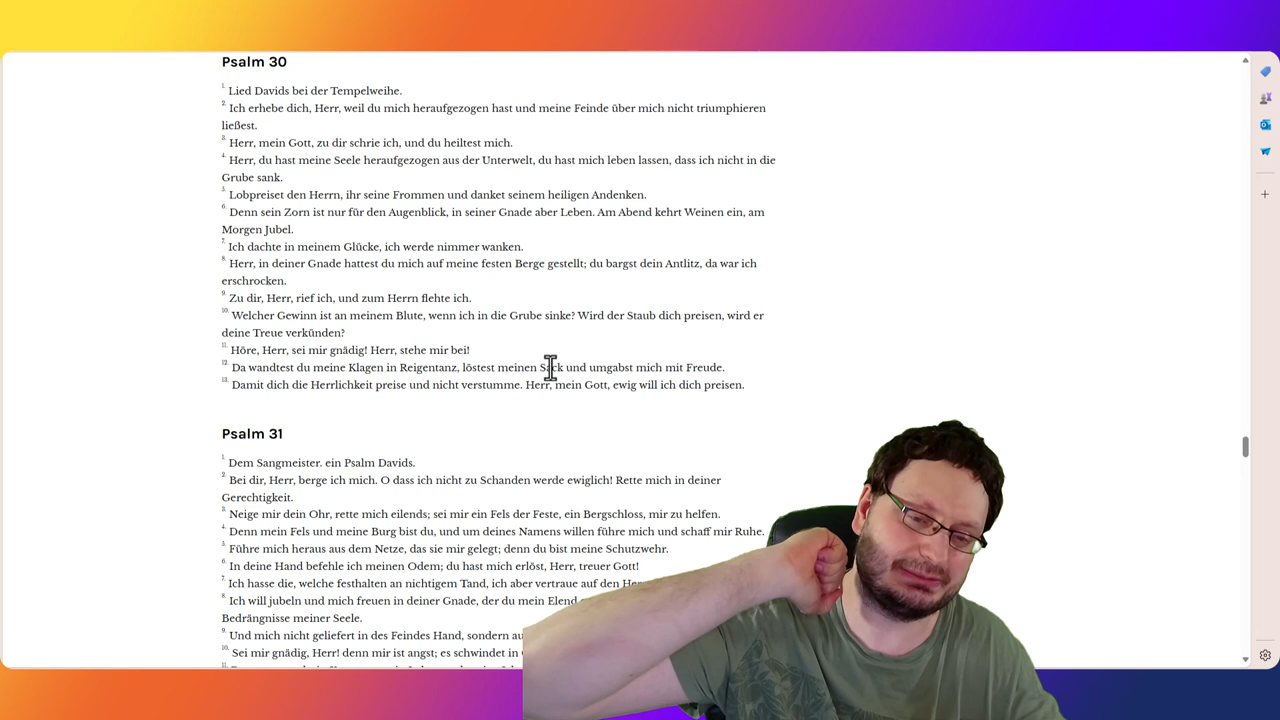 Psalm 30
1. Lied Davids bei der Tempelweihe.
2. Ich erhebe dich, Herr, weil du mich heraufgezogen hast und meine Feinde über mich nicht triumphieren
ließest.
3. Herr, mein Gott, zu dir schrie ich, und du heiltest mich.
4. Herr, du hast meine Seele heraufgezogen aus der Unterwelt, du hast mich leben lassen, dass ich nicht in die
Grube sank.
5. Lobpreiset den Herrn, ihr seine Frommen und danket seinem heiligen Andenken.
6. Denn sein Zorn ist nur für den Augenblick, in seiner Gnade aber Leben. Am Abend kehrt Weinen ein, am
Morgen Jubel.
7. Ich dachte in meinem Glücke, ich werde nimmer wanken.
8. Herr, in deiner Gnade hattest du mich auf meine festen Berge gestellt; du bargst dein Antlitz, da war ich
erschrocken.
9. Zu dir, Herr, rief ich, und zum Herrn flehte ich.
10. Welcher Gewinn ist an meinem Blute, wenn ich in die Grube sinke? Wird der Staub dich preisen, wird er
deine Treue verkünden?
11. Höre, Herr, sei mir gnädig! Herr, stehe mir bei!
12. Da wandtest du meine Klagen in Reigentanz, löstest meinen Sack und umgabst mich mit Freude.
13. Damit dich die Herrlichkeit preise und nicht verstumme. Herr, mein Gott, ewig will ich dich preisen.
Psalm 31
1. Dem Sangmeister. ein Psalm Davids.
2. Bei dir, Herr, berge ich mich. O dass ich nicht zu Schanden werde ewiglich! Rette mich in deiner
Gerechtigkeit.
3. Neige mir dein Ohr, rette mich eilends; sei mir ein Fels der Feste, ein Bergschloss, mir zu helfen.
4. Denn mein Fels und meine Burg bist du, und um deines Namens willen führe mich und schaff mir Ruhe.
5. Führe mich heraus aus dem Netze, das sie mir gelegt; denn du bist meine Schutzwehr.
6. In deine Hand befehle ich meinen Odem; du hast mich erlöst, Herr, treuer Gott!
7. Ich hasse die, welche festhalten an nichtigem Tand, ich aber vertraue auf den
8. Ich will jubeln und mich freuen in deiner Gnade, der du mein Elend
Bedrängnisse meiner Seele.
9. Und mich nicht geliefert in des Feindes Hand, sondern
10. Sei mir gnädig, Herr! denn mir ist angst; es schwindet in